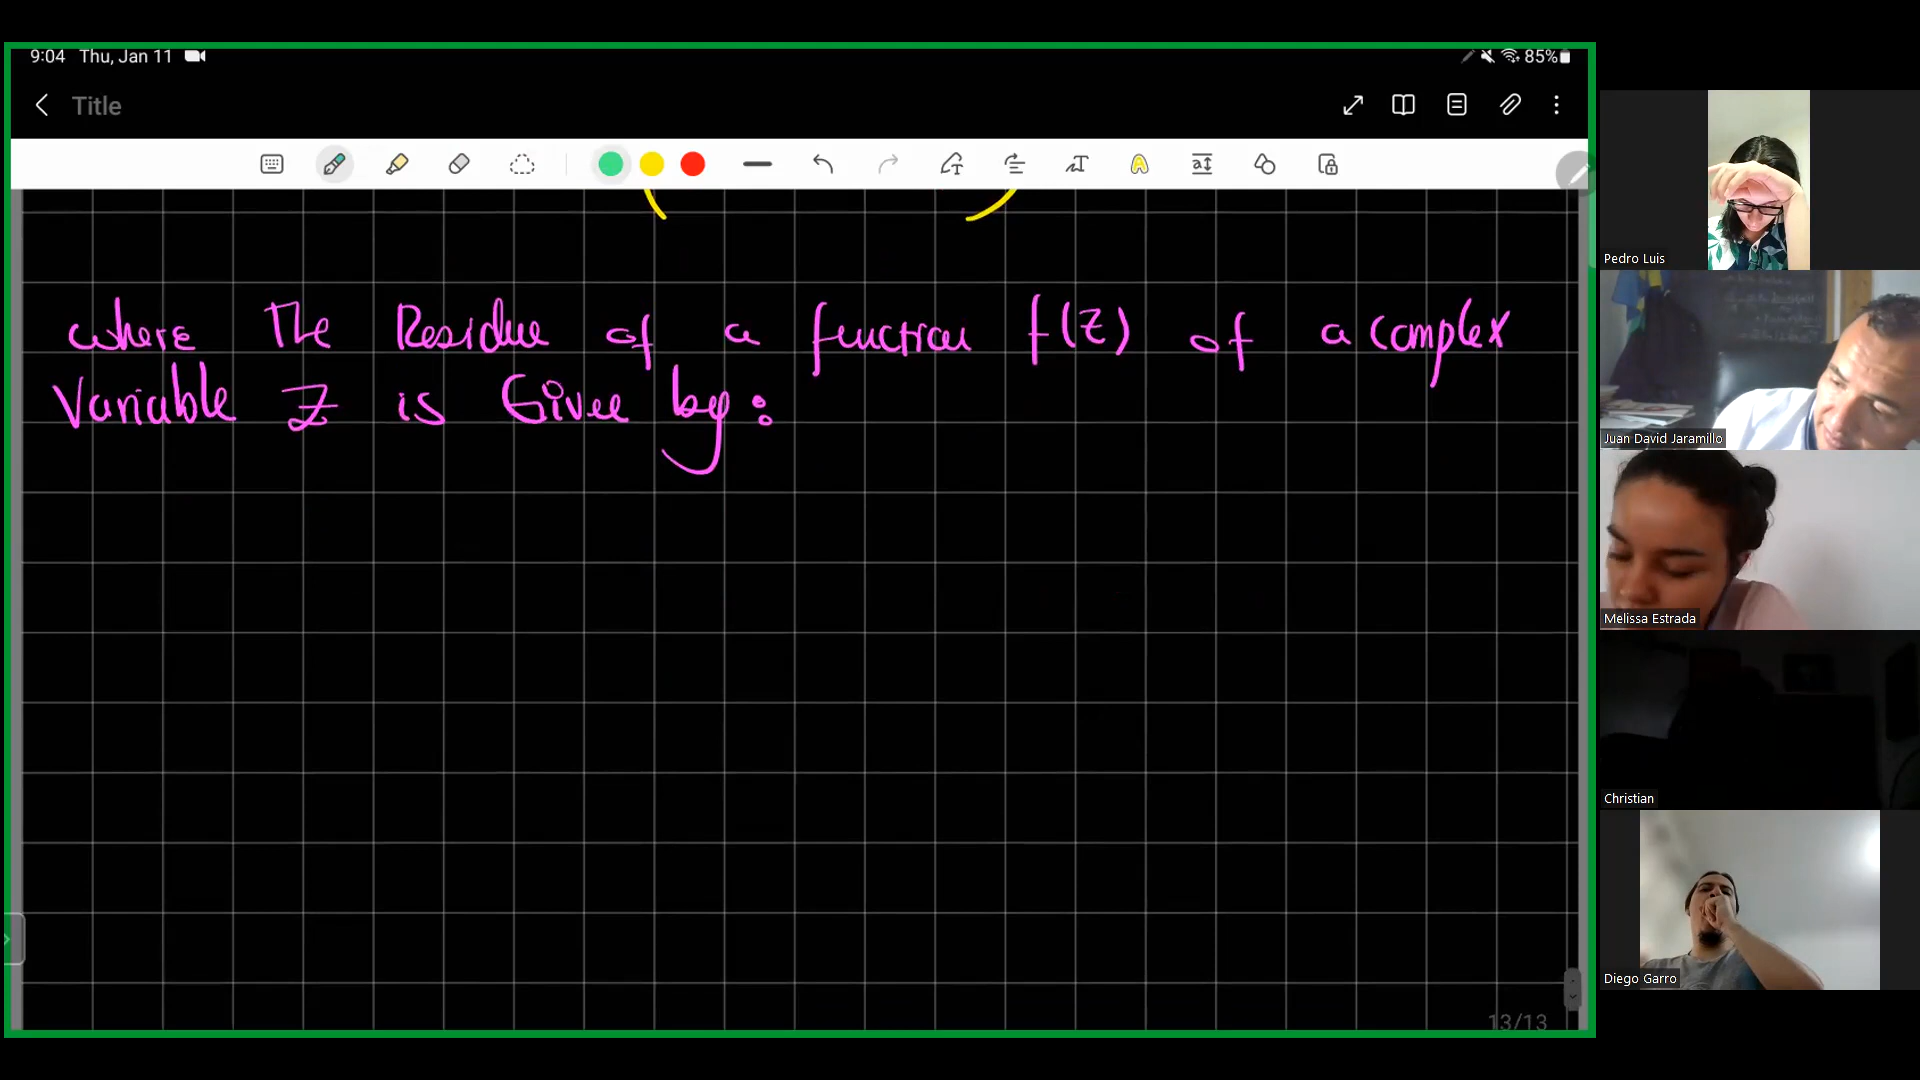 9:04 Thu, Jan 11 85%
Title
where the Residue of a function f(z) of a complex
Variable Z is Given by:
13/13
Pedro Luis
Juan David Jaramillo
Melissa Estrada
Christian
Diego Garro